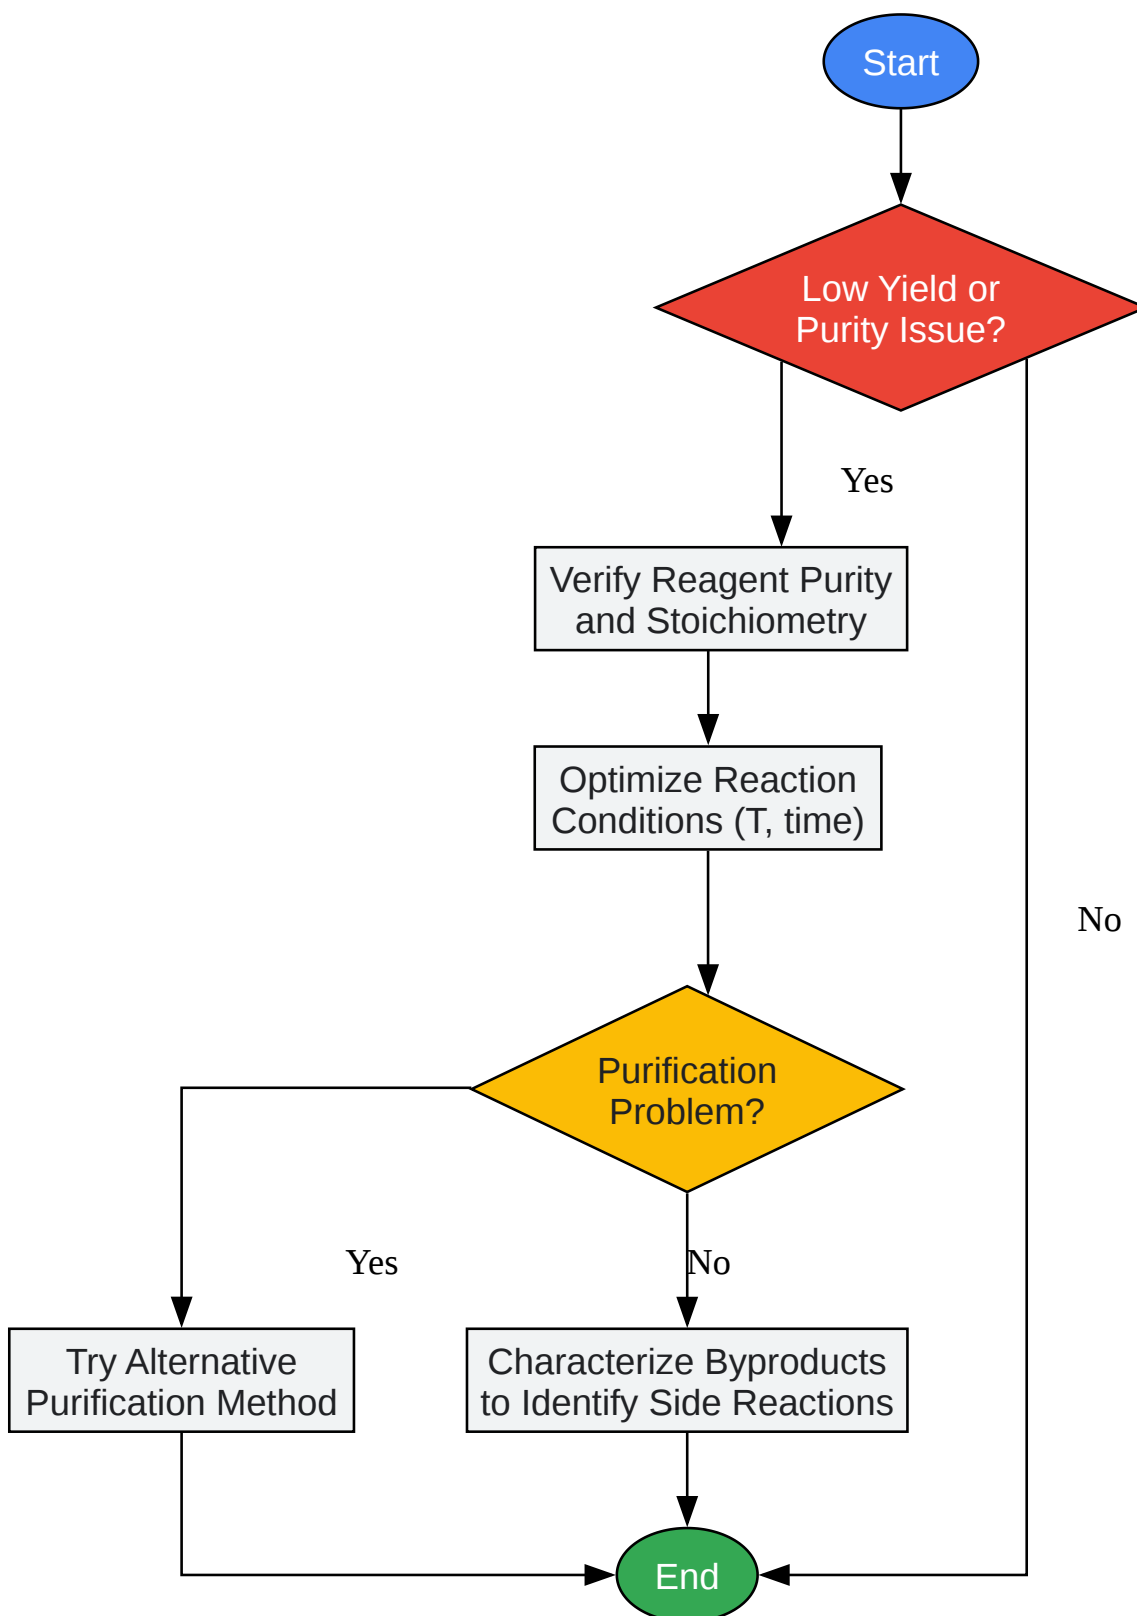 Start
Low Yield or
Purity Issue?
Yes
Verify Reagent Purity
and Stoichiometry
Optimize Reaction
Conditions (T, time)
No
Purification
Problem?
Yes
No
Try Alternative
Purification Method
Characterize Byproducts
to Identify Side Reactions
End